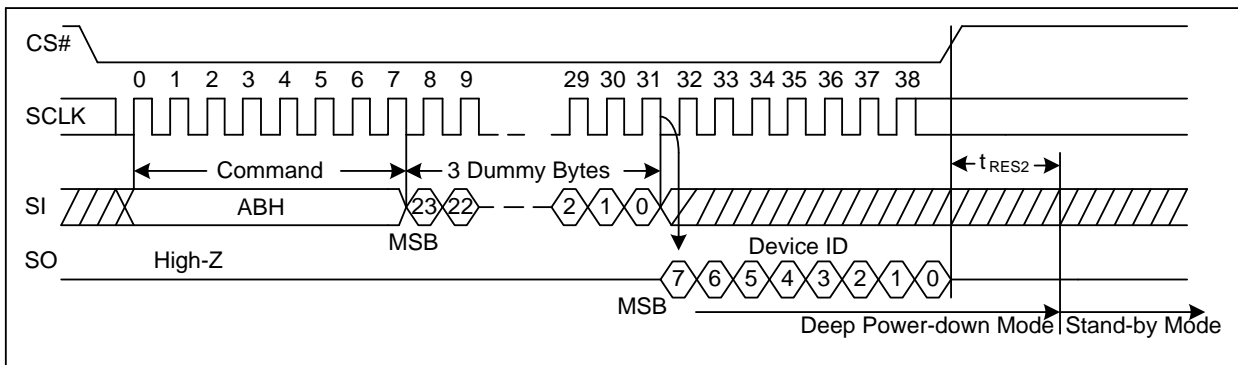 CS#
0 1 2 3 4 5 6 7 8 9 29 30 31 32 33 34 35 36 37 38
SCLK
Command 3 Dummy Bytes tRES2
SI ABH 23 22 2 1 0
MSB
SO High-Z Device ID
7 6 5 4 3 2 1 0
MSB
Deep Power-down Mode Stand-by Mode